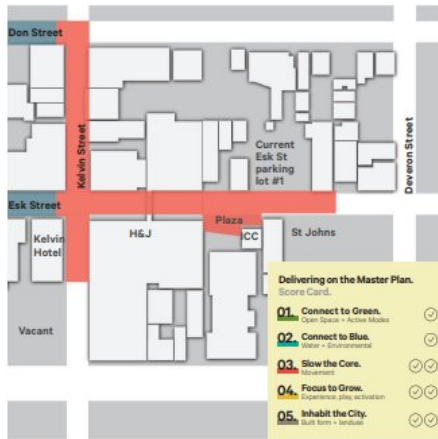 Don Street
Kelvin Street
Deveron Street
Current
Esk St
parking
lot #1
Esk Street
Plaza
Kelvin
Hotel
H&J
ICC
St Johns
Vacant
Delivering on the Master Plan.
Score Card.
01. Connect to Green.
Open Space + Active Modes
02. Connect to Blue.
Water + Environmental
03. Slow the Core.
Movement
04. Focus to Grow.
Experience, play, activation
05. Inhabit the City.
Built form + landuse